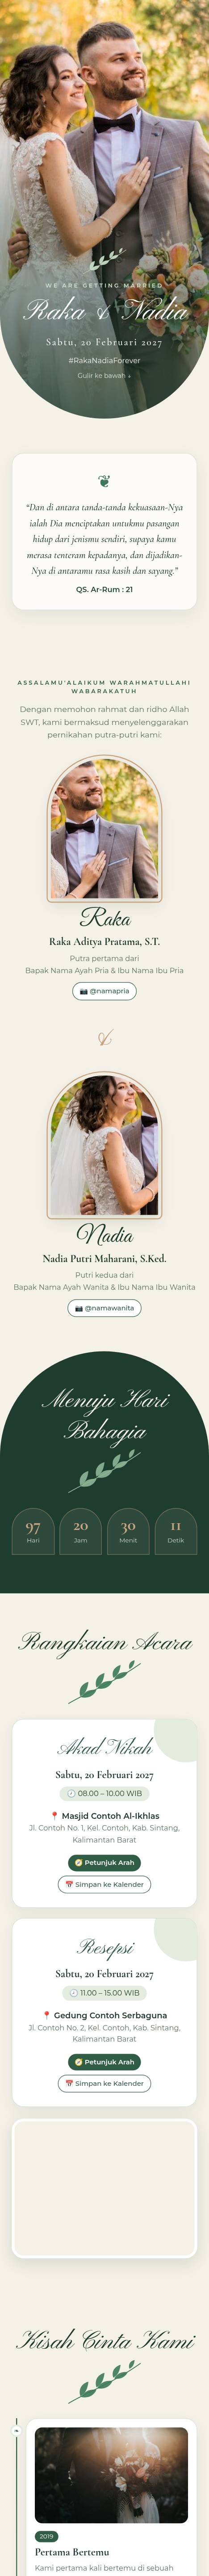 WE ARE GETTING MARRIED
Raka & Nadia
Sabtu, 20 Februari 2027
#RakaNadiaForever
Gulir ke bawah ↓
“Dan di antara tanda-tanda kekuasaan-Nya
ialah Dia menciptakan untukmu pasangan
hidup dari jenismu sendiri, supaya kamu
merasa tenteram kepadanya, dan dijadikan-
Nya di antaramu rasa kasih dan sayang.”
QS. Ar-Rum : 21
ASSALAMU'ALAIKUM WARAHMATULLAHI
WABARAKATUH
Dengan memohon rahmat dan ridho Allah
SWT, kami bermaksud menyelenggarakan
pernikahan putra-putri kami:
Raka
Raka Aditya Pratama, S.T.
Putra pertama dari
Bapak Nama Ayah Pria & Ibu Nama Ibu Pria
📷 @namapria
&
Nadia
Nadia Putri Maharani, S.Ked.
Putri kedua dari
Bapak Nama Ayah Wanita & Ibu Nama Ibu Wanita
📷 @namawanita
Menuju Hari
Bahagia
97 20 30 11
Hari Jam Menit Detik
Rangkaian Acara
Akad Nikah
Sabtu, 20 Februari 2027
🕗 08.00 – 10.00 WIB
📍 Masjid Contoh Al-Ikhlas
Jl. Contoh No. 1, Kel. Contoh, Kab. Sintang,
Kalimantan Barat
🧭 Petunjuk Arah
📅 Simpan ke Kalender
Resepsi
Sabtu, 20 Februari 2027
🕗 11.00 – 15.00 WIB
📍 Gedung Contoh Serbaguna
Jl. Contoh No. 2, Kel. Contoh, Kab. Sintang,
Kalimantan Barat
🧭 Petunjuk Arah
📅 Simpan ke Kalender
Kisah Cinta Kami
2019
Pertama Bertemu
Kami pertama kali bertemu di sebuah